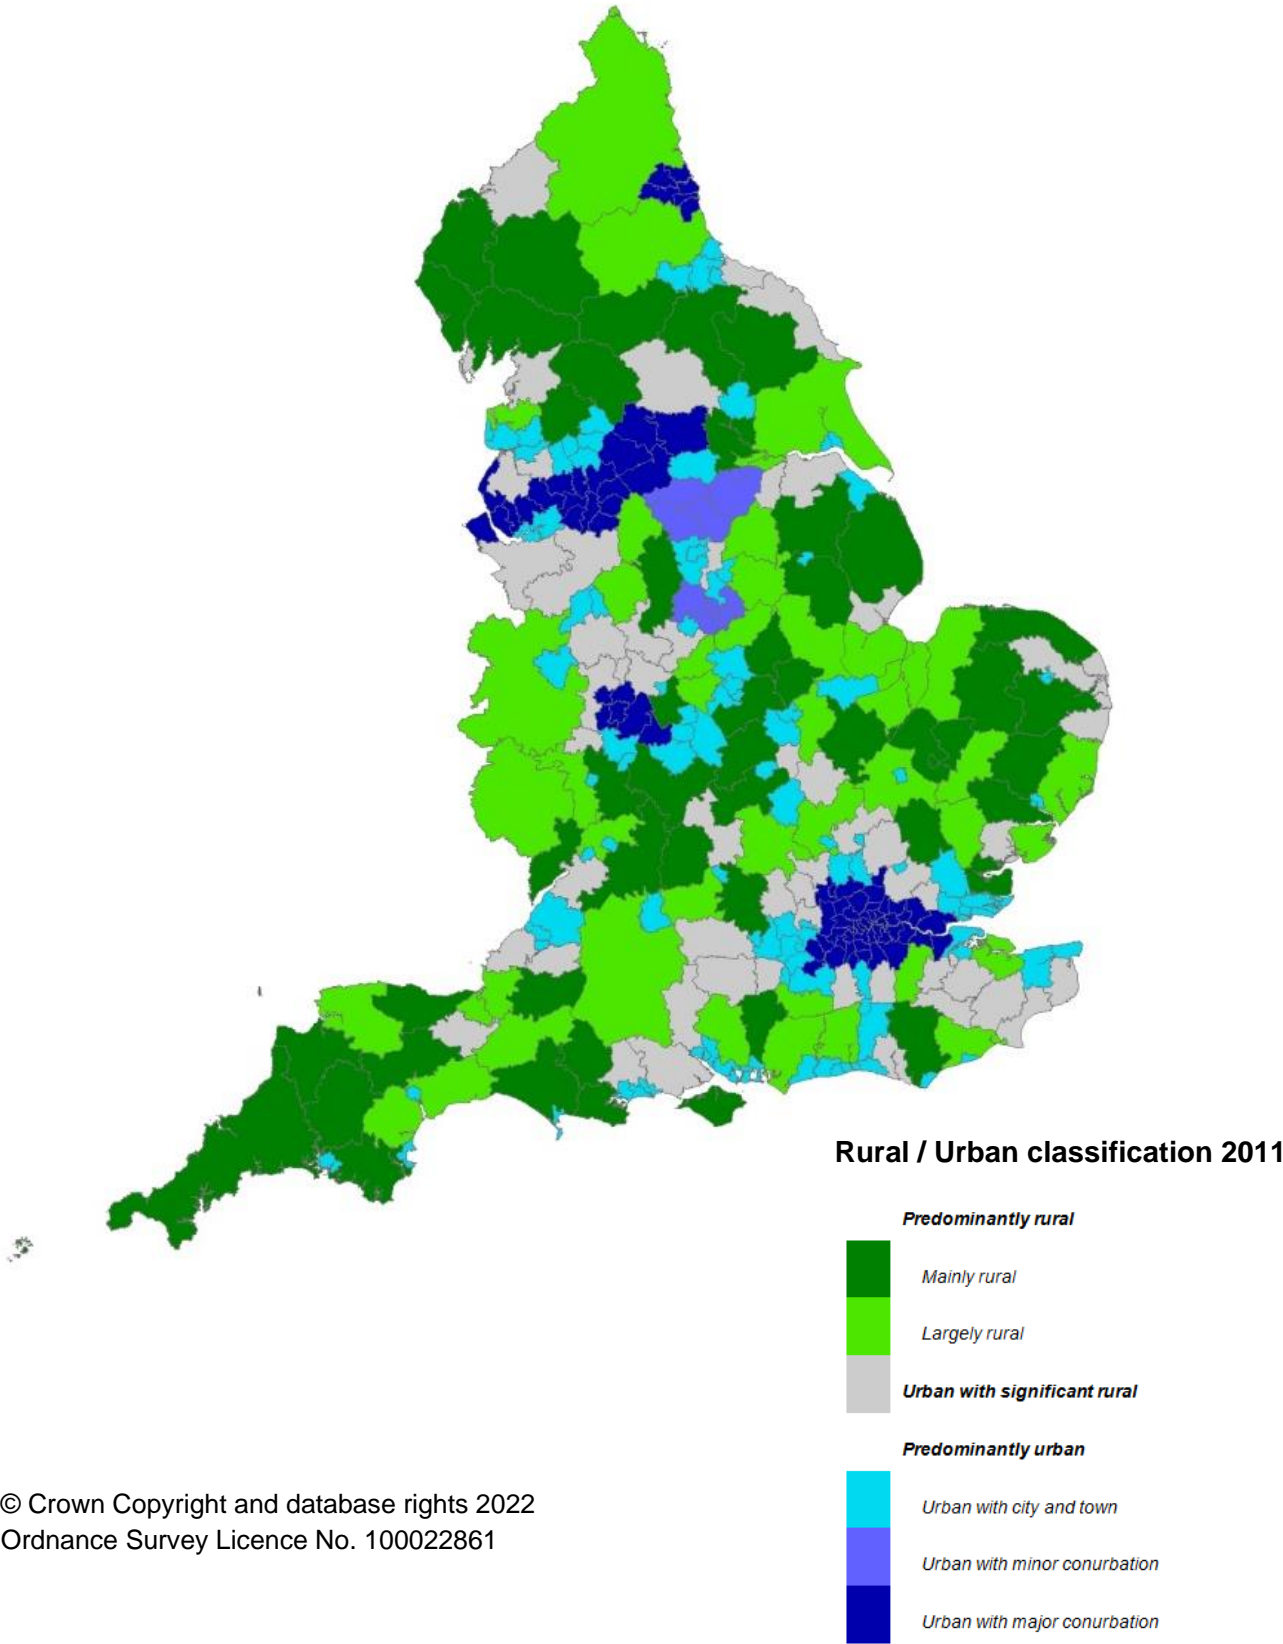 Rural / Urban classification 2011
Predominantly rural
Mainly rural
Largely rural
Urban with significant rural
Predominantly urban
Urban with city and town
Urban with minor conurbation
Urban with major conurbation
© Crown Copyright and database rights 2022
Ordnance Survey Licence No. 100022861